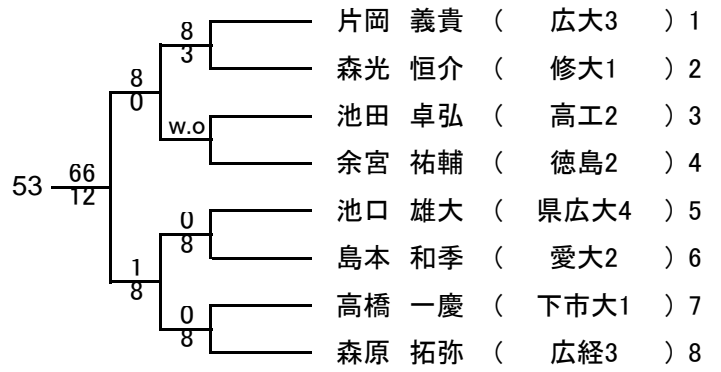 8
片岡 義貴 ( 広大3 ) 1
3
8
森光 恒介 ( 修大1 ) 2
0
池田 卓弘 ( 高工2 ) 3
w.o
余宮 祐輔 ( 徳島2 ) 4
53 66
12
池口 雄大 ( 県広大4 ) 5
0
8
島本 和季 ( 愛大2 ) 6
1
8
高橋 一慶 ( 下市大1 ) 7
0
8
森原 拓弥 ( 広経3 ) 8